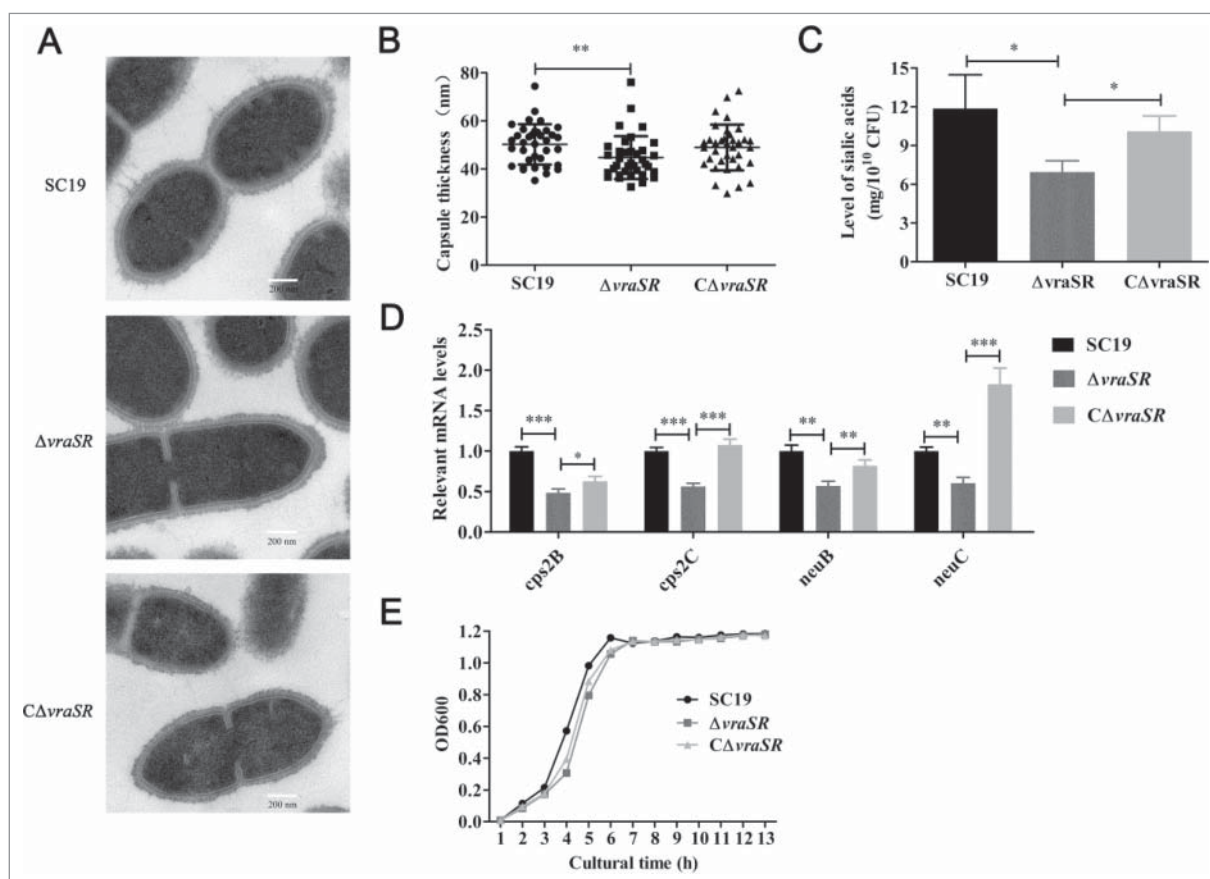 A
SC19
200 nm
ΔvraSR
200 nm
CΔvraSR
200 nm
B
**
Capsule thickness (nm)
80
60
40
20
0
SC19 ΔvraSR CΔvraSR
C
*
*
Level of sialic acids
(mg/10¹⁰ CFU)
15
12
9
6
3
0
SC19 ΔvraSR CΔvraSR
D
Relevant mRNA levels
2.5
2.0
1.5
1.0
0.5
0.0
*** * *** *** ** ** ** ***
cps2B cps2C neuB neuC
SC19
ΔvraSR
CΔvraSR
E
OD600
1.2
1.0
0.8
0.6
0.4
0.2
0.0
SC19
ΔvraSR
CΔvraSR
1 2 3 4 5 6 7 8 9 10 11 12 13
Cultural time (h)